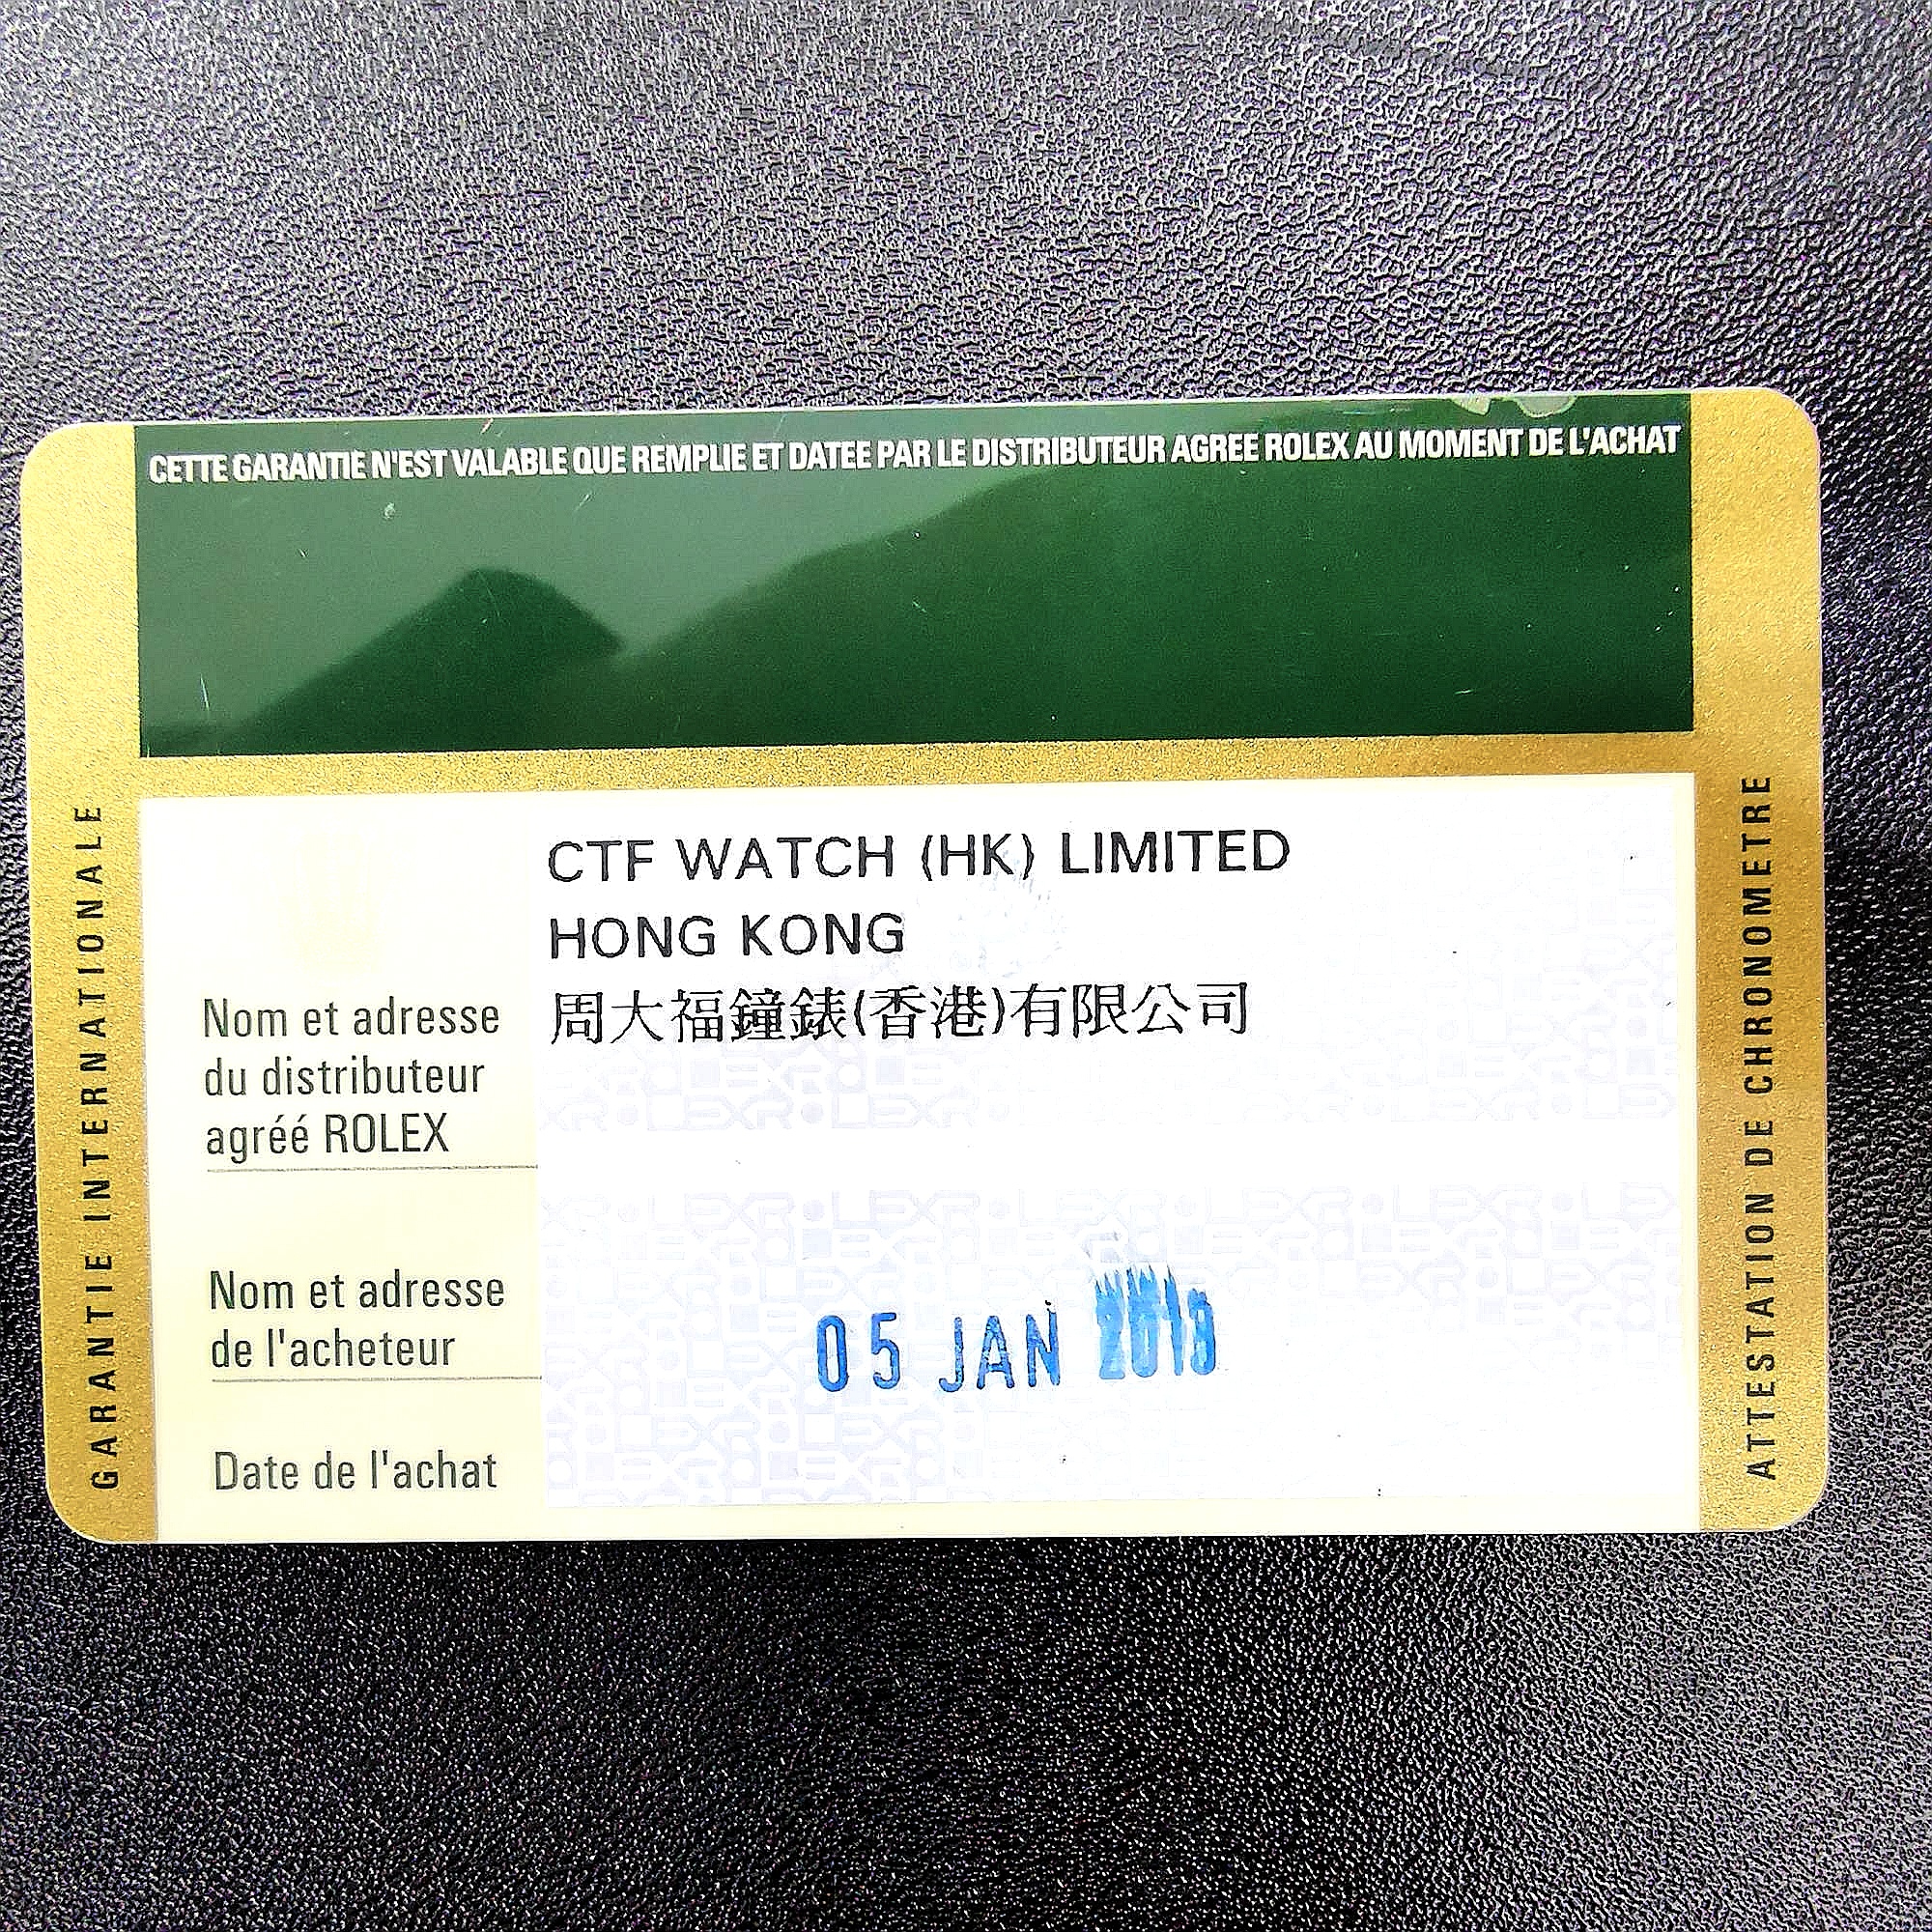 CETTE GARANTIE N'EST VALABLE QUE REMPLIE ET DATEE PAR LE DISTRIBUTEUR AGREE ROLEX AU MOMENT DE L'ACHAT
GARANTIE INTERNATIONALE
CTF WATCH (HK) LIMITED
HONG KONG
周大福鐘錶(香港)有限公司
Nom et adresse
du distributeur
agréé ROLEX
Nom et adresse
de l'acheteur
05 JAN
Date de l'achat
ATTESTATION DE CHRONOMETRE